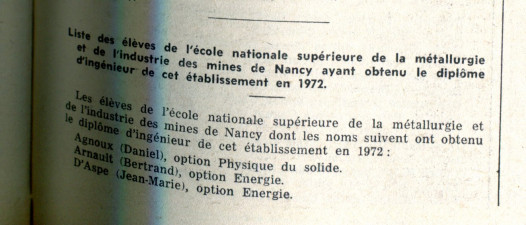 Liste des élèves de l'école nationale supérieure de la métallurgie
et de l'industrie des mines de Nancy ayant obtenu le diplôme
d'ingénieur de cet établissement en 1972.
Les élèves de l'école nationale supérieure de la métallurgie et
de l'industrie des mines de Nancy dont les noms suivent ont obtenu
le diplôme d'ingénieur de cet établissement en 1972 :
Agnoux (Daniel), option Physique du solide.
Arnault (Bertrand), option Energie.
D'Aspe (Jean-Marie), option Energie.